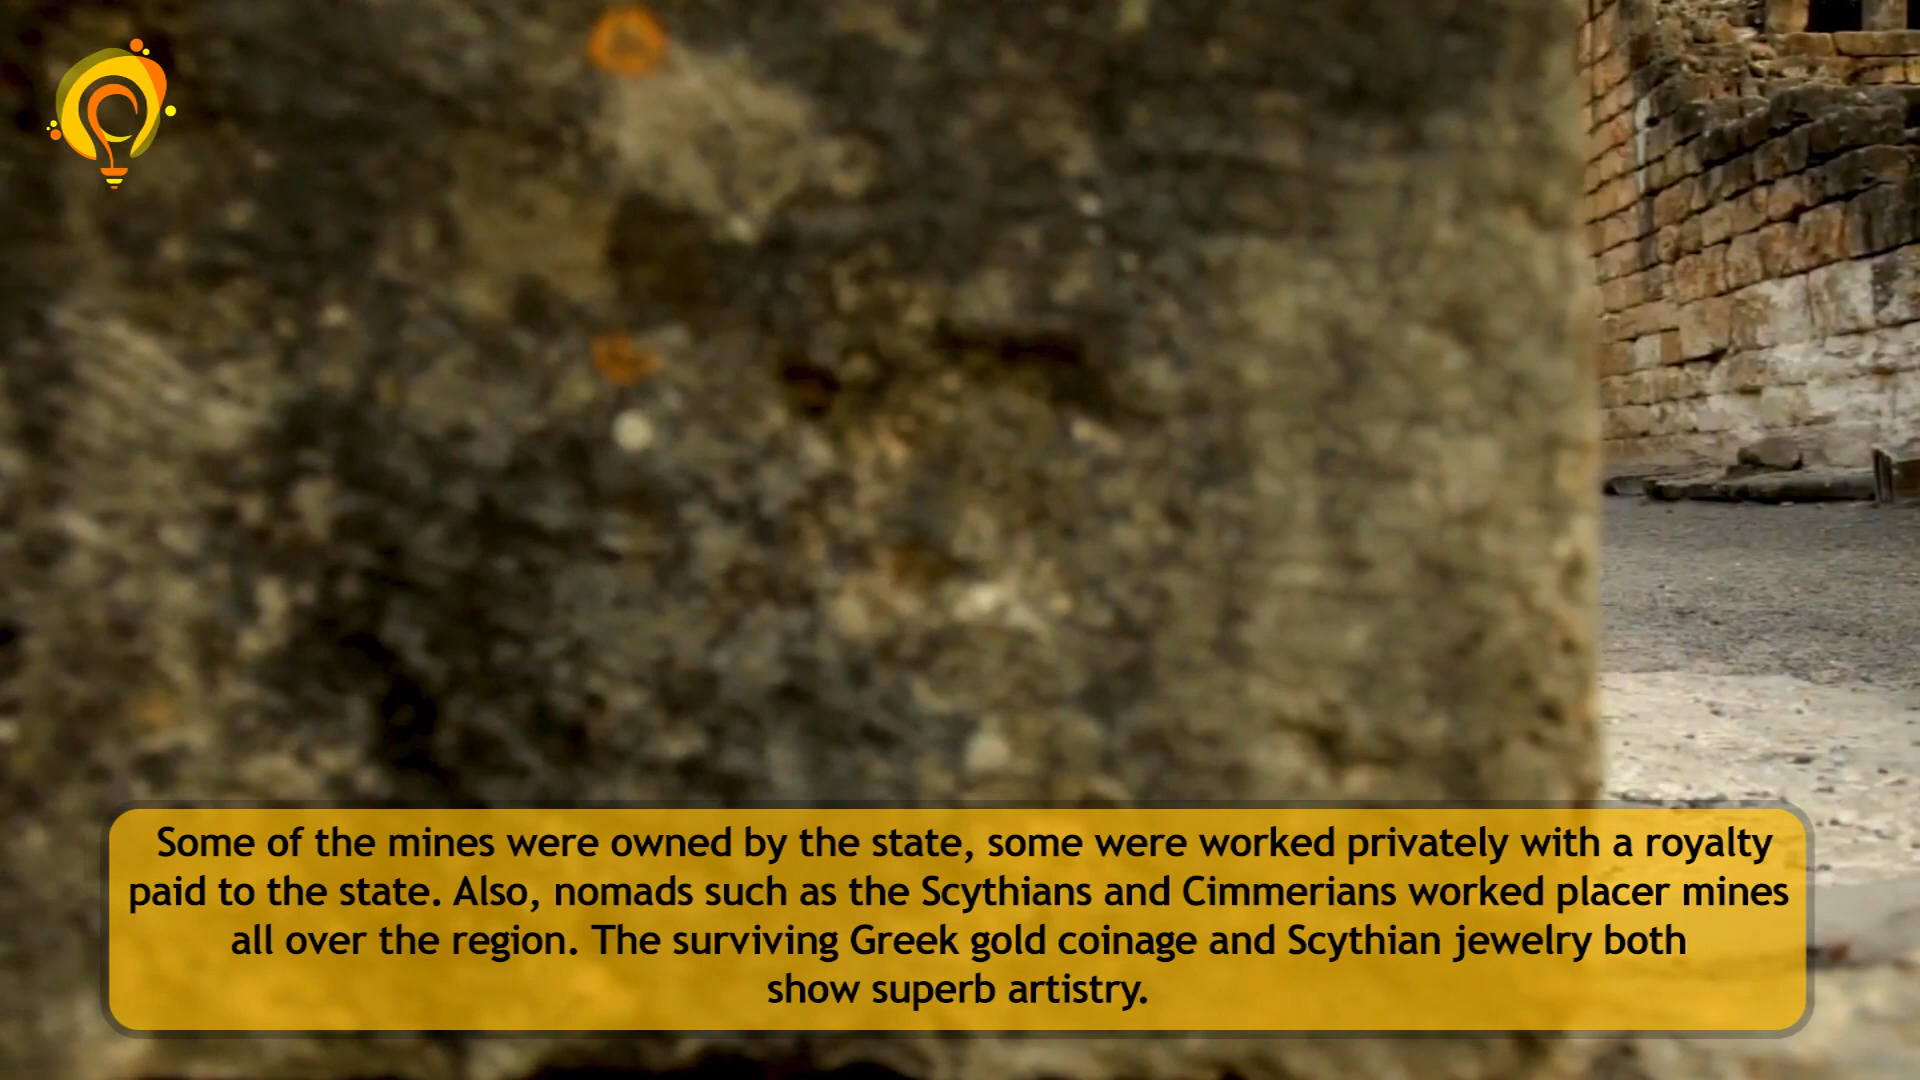 Some of the mines were owned by the state, some were worked privately with a royalty
paid to the state. Also, nomads such as the Scythians and Cimmerians worked placer mines
all over the region. The surviving Greek gold coinage and Scythian jewelry both
show superb artistry.